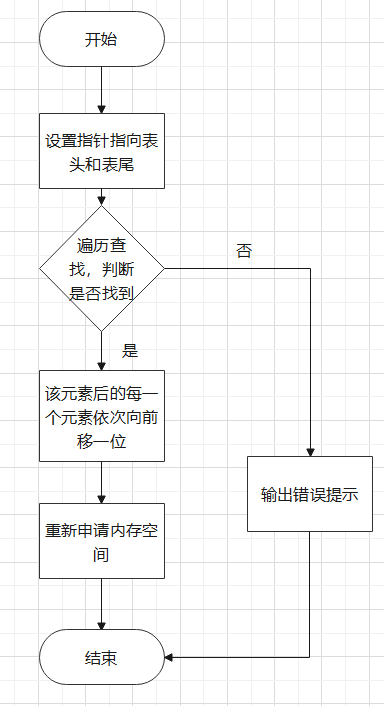 开始
设置指针指向表
头和表尾
遍历查
找，判断
是否找到
否
是
该元素后的每一
个元素依次向前
移一位
输出错误提示
重新申请内存空
间
结束